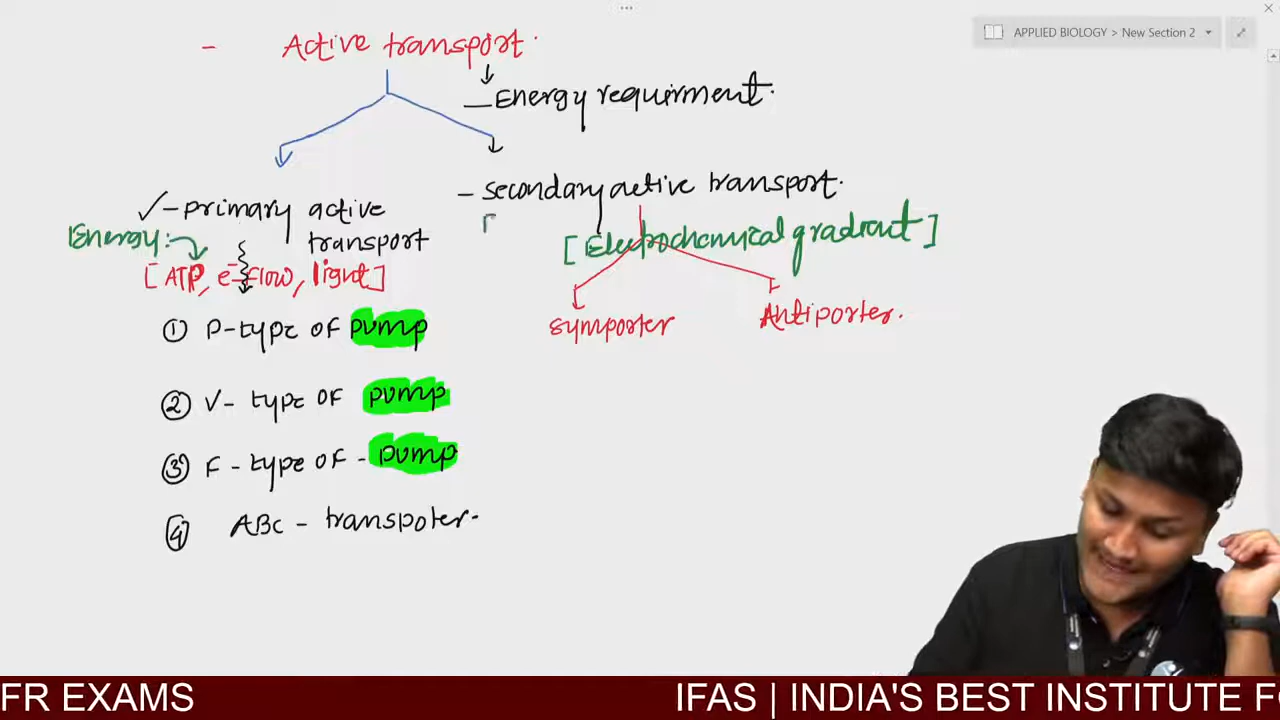 APPLIED BIOLOGY > New Section 2
- Active transport.
- Energy requirment.
- primary active
transport
Energy:
[ATP, e- flow, light]
① P-type of pump
② V- type of pump
③ F - type of - pump
④ ABC - transpoter.
- secondary active transport.
[Electrochemical gradient]
symporter
Antiporter.
FR EXAMS
IFAS | INDIA'S BEST INSTITUTE F